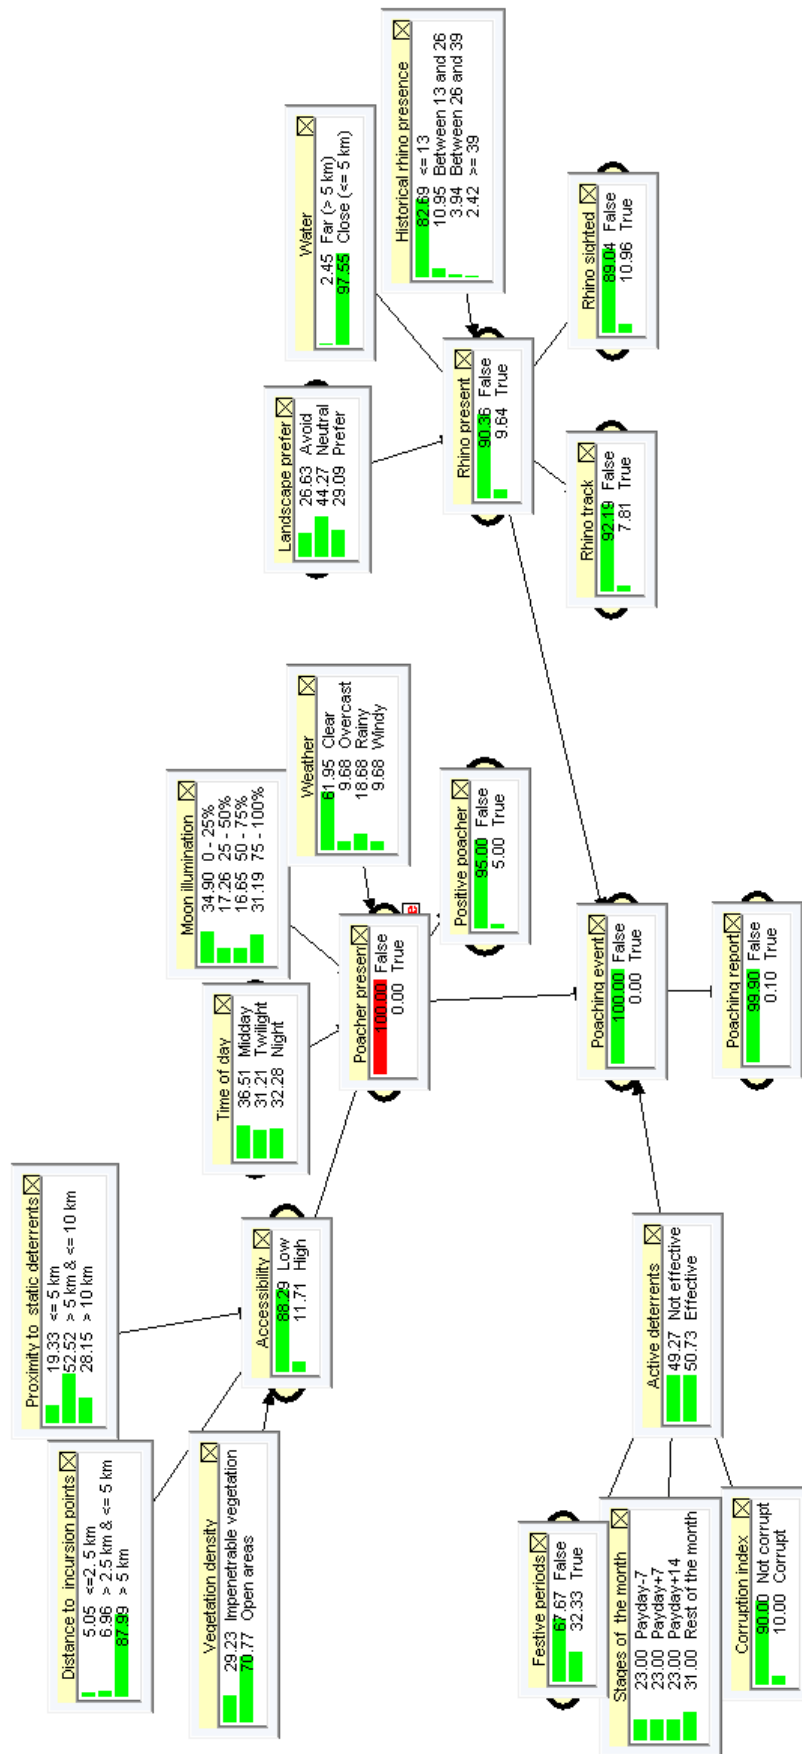 Proximity to static deterrents
19.33 <= 5 km
52.52 > 5 km & <= 10 km
28.15 > 10 km
Distance to incursion points
5.05 <=2. 5 km
6.96 > 2.5 km & <= 5 km
87.99 > 5 km
Vegetation density
29.23 Impenetrable vegetation
70.77 Open areas
Accessibility
88.29 Low
11.71 High
Time of day
36.51 Midday
31.21 Twilight
32.28 Night
Moon illumination
34.90 0 - 25%
17.26 25 - 50%
16.65 50 - 75%
31.19 75 - 100%
Weather
61.95 Clear
9.68 Overcast
18.68 Rainy
9.68 Windy
Poacher present
100.00 False
0.00 True
e
Positive poacher
95.00 False
5.00 True
Landscape prefer
26.63 Avoid
44.27 Neutral
29.09 Prefer
Water
2.45 Far (> 5 km)
97.55 Close (<= 5 km)
Historical rhino presence
82.69 <= 13
10.95 Between 13 and 26
3.94 Between 26 and 39
2.42 >= 39
Rhino present
90.36 False
9.64 True
Rhino track
92.19 False
7.81 True
Rhino sighted
89.04 False
10.96 True
Festive periods
67.67 False
32.33 True
Stages of the month
23.00 Payday-7
23.00 Payday+7
23.00 Payday+14
31.00 Rest of the month
Corruption index
90.00 Not corrupt
10.00 Corrupt
Active deterrents
49.27 Not effective
50.73 Effective
Poaching event
100.00 False
0.00 True
Poaching report
99.90 False
0.10 True